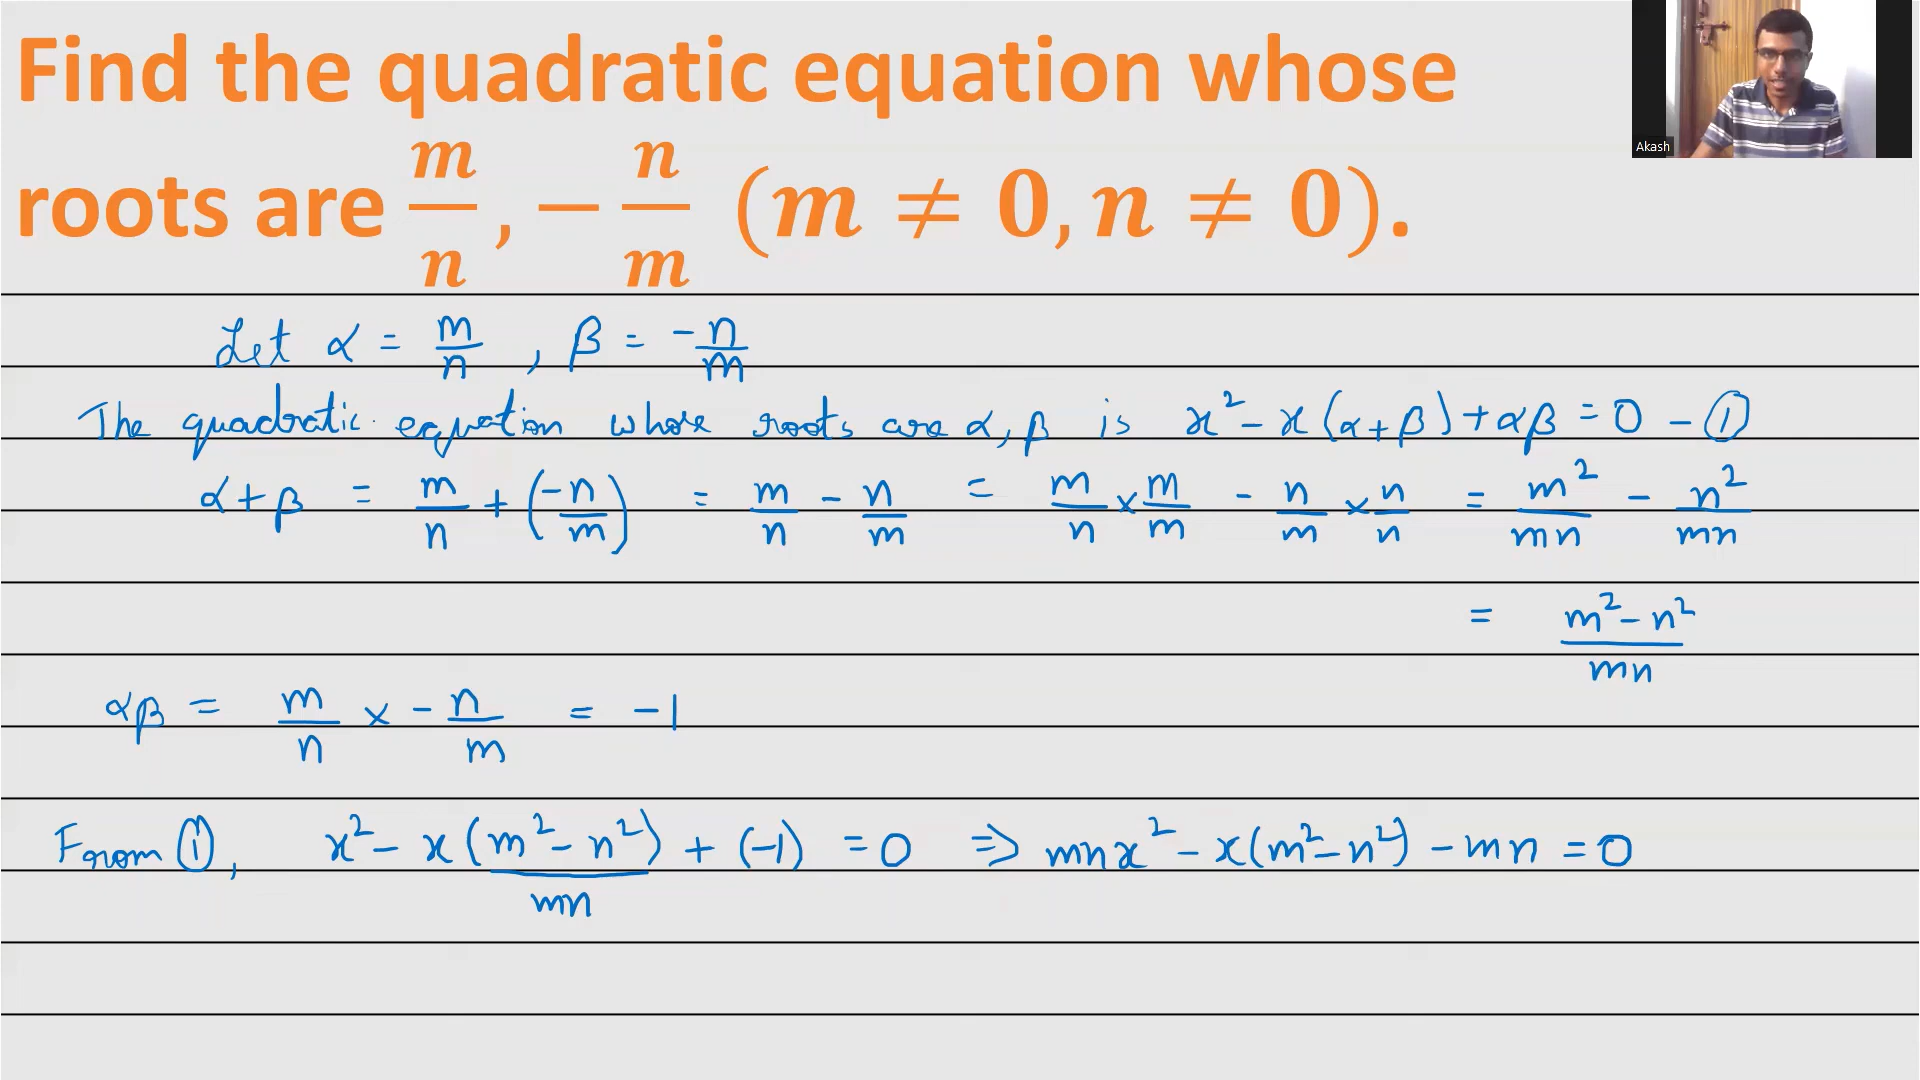 Find the quadratic equation whose
roots are m/n, −n/m (m ≠ 0, n ≠ 0).
Akash
Let α = m/n , β = -n/m
The quadratic equation whose roots are α, β is x² - x(α+β) + αβ = 0 - ①
α+β = m/n + (-n/m) = m/n - n/m = m/n × m/m - n/m × n/n = m²/mn - n²/mn
= m² - n²/mn
αβ = m/n × -n/m = -1
From ①, x² - x(m² - n²)/mn + (-1) = 0 ⇒ mnx² - x(m² - n²) - mn = 0